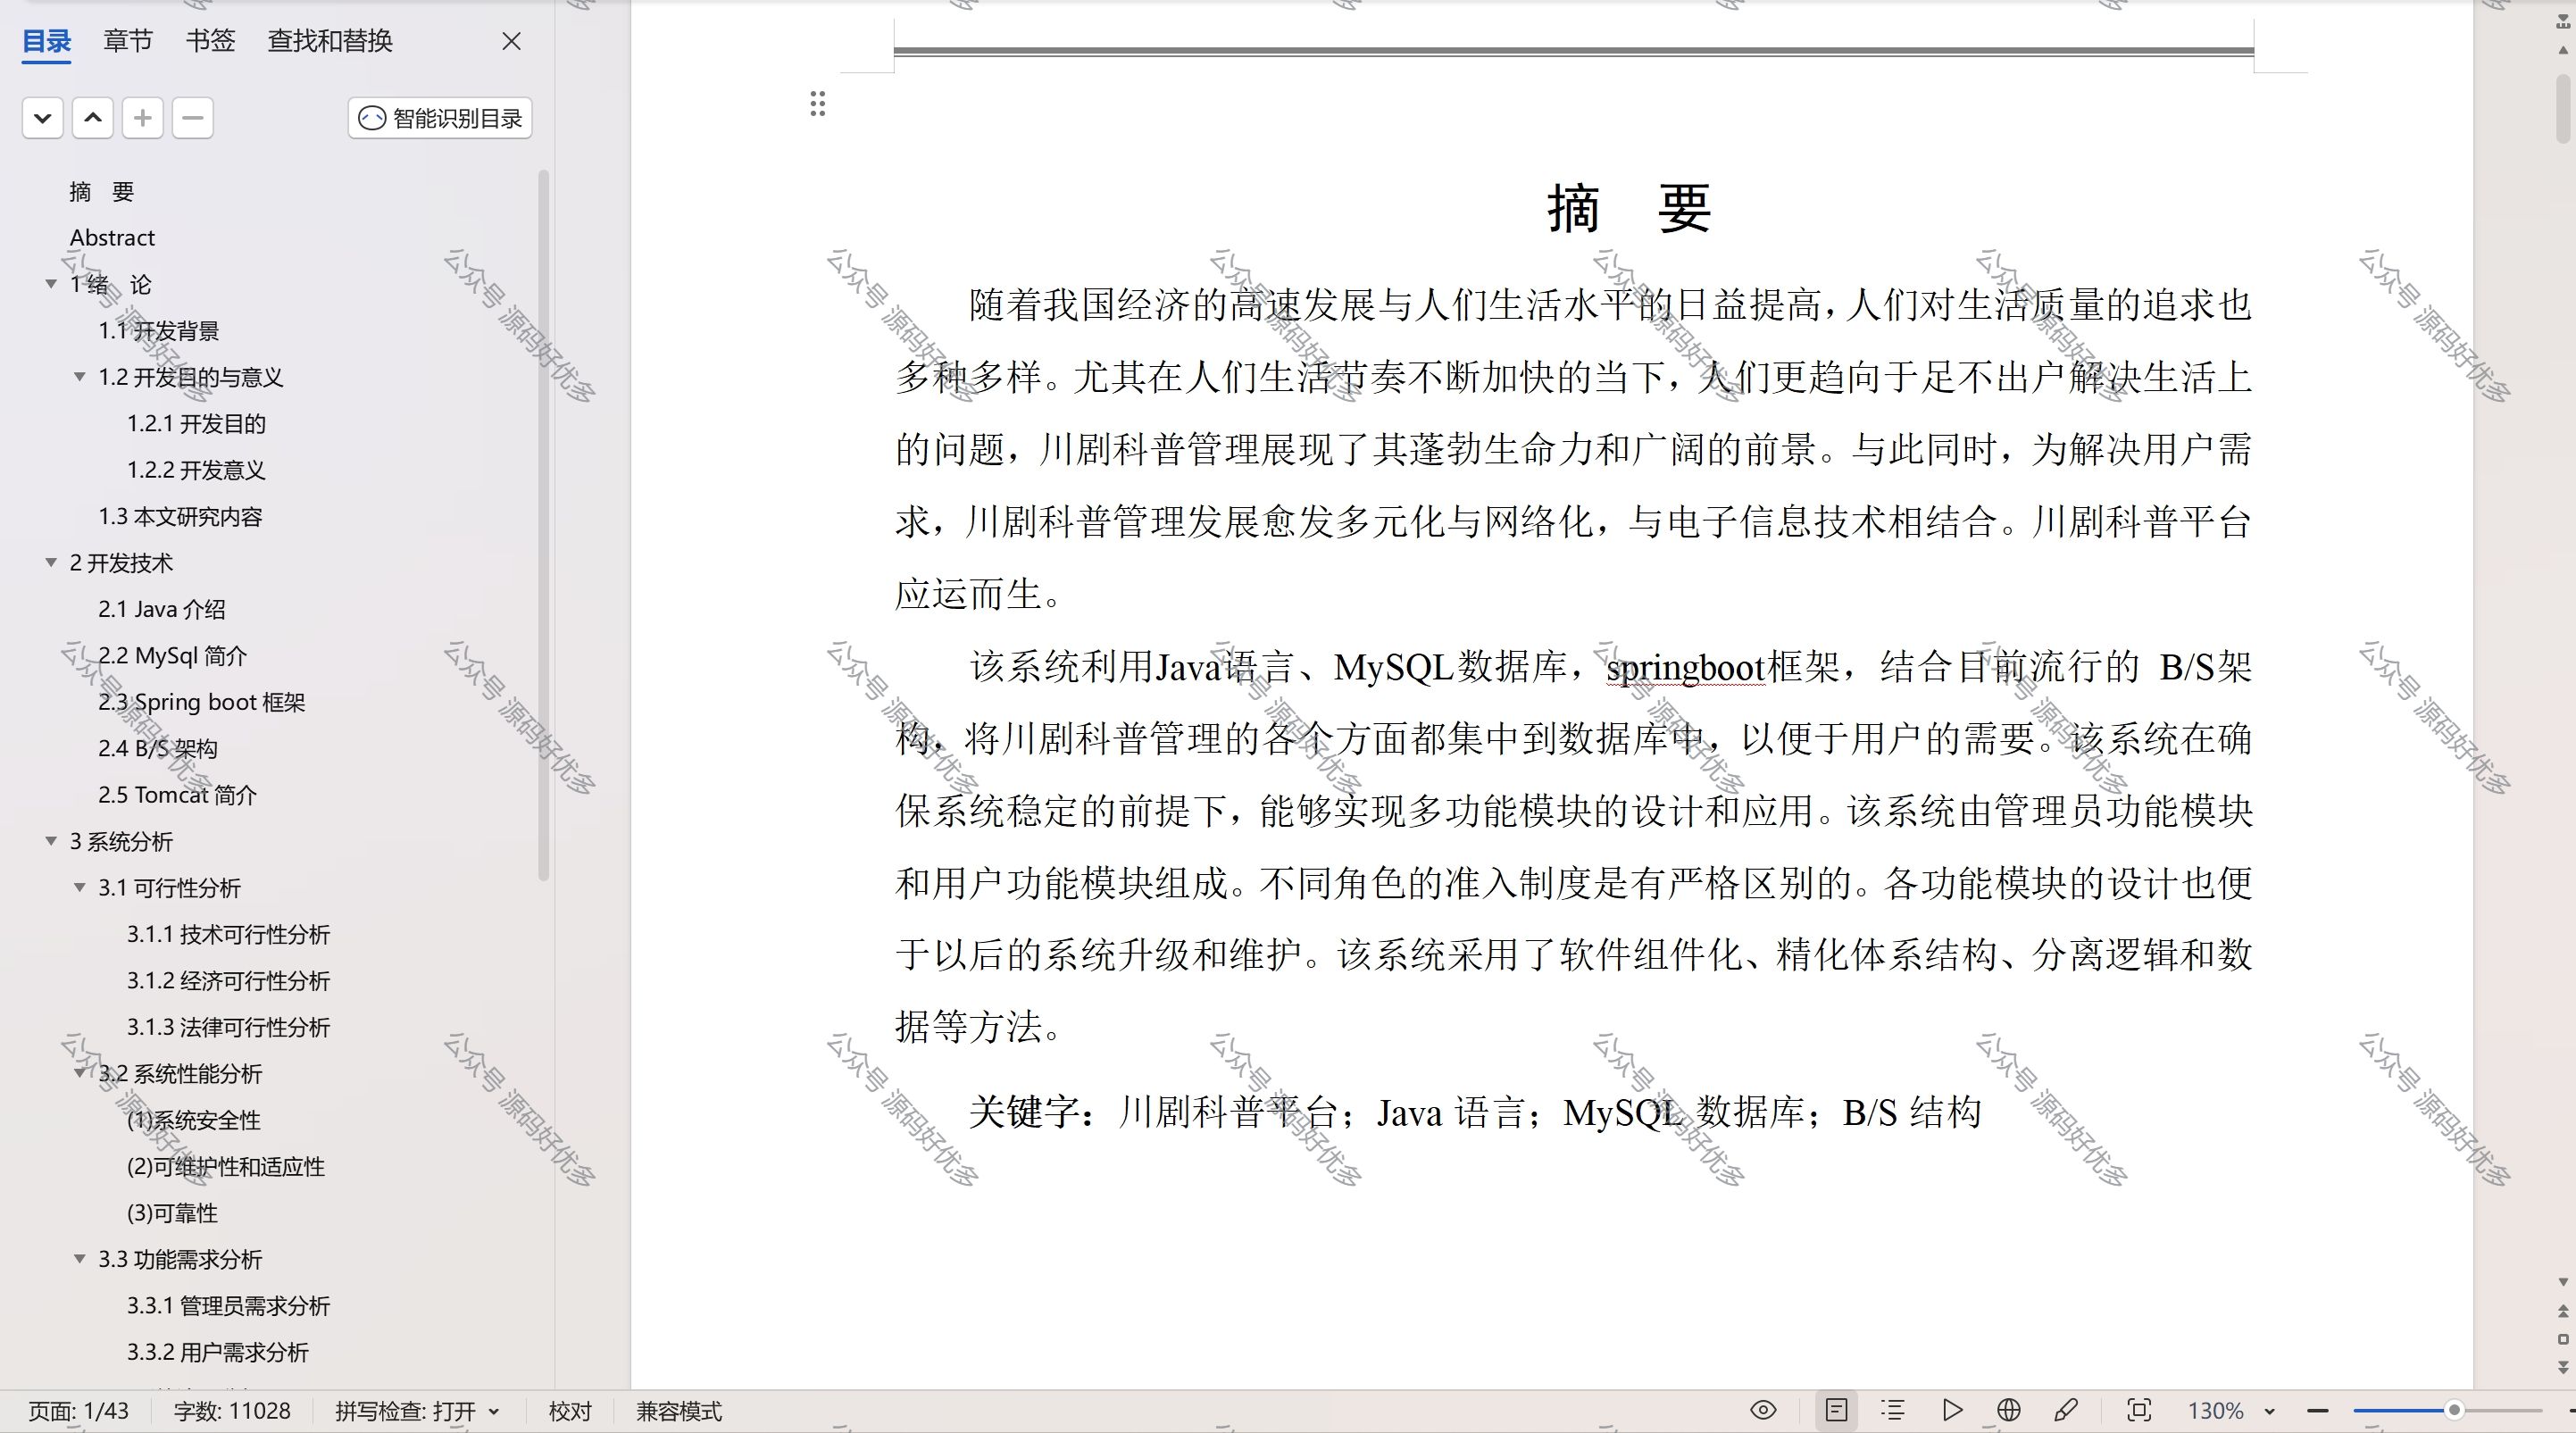 目录 章节 书签 查找和替换
智能识别目录
摘 要
Abstract
1 绪 论
1.1 开发背景
1.2 开发目的与意义
1.2.1 开发目的
1.2.2 开发意义
1.3 本文研究内容
2 开发技术
2.1 Java 介绍
2.2 MySql 简介
2.3 Spring boot 框架
2.4 B/S 架构
2.5 Tomcat 简介
3 系统分析
3.1 可行性分析
3.1.1 技术可行性分析
3.1.2 经济可行性分析
3.1.3 法律可行性分析
3.2 系统性能分析
(1)系统安全性
(2)可维护性和适应性
(3)可靠性
3.3 功能需求分析
3.3.1 管理员需求分析
3.3.2 用户需求分析
摘 要
随着我国经济的高速发展与人们生活水平的日益提高,人们对生活质量的追求也
多种多样。尤其在人们生活节奏不断加快的当下，人们更趋向于足不出户解决生活上
的问题，川剧科普管理展现了其蓬勃生命力和广阔的前景。与此同时，为解决用户需
求，川剧科普管理发展愈发多元化与网络化，与电子信息技术相结合。川剧科普平台
应运而生。
该系统利用Java语言、MySQL数据库，springboot框架，结合目前流行的 B/S架
构，将川剧科普管理的各个方面都集中到数据库中，以便于用户的需要。该系统在确
保系统稳定的前提下，能够实现多功能模块的设计和应用。该系统由管理员功能模块
和用户功能模块组成。不同角色的准入制度是有严格区别的。各功能模块的设计也便
于以后的系统升级和维护。该系统采用了软件组件化、精化体系结构、分离逻辑和数
据等方法。
关键字：川剧科普平台；Java 语言；MySQL 数据库；B/S 结构
公众号 源码好优多
页面: 1/43 字数: 11028 拼写检查: 打开 校对 兼容模式 130%